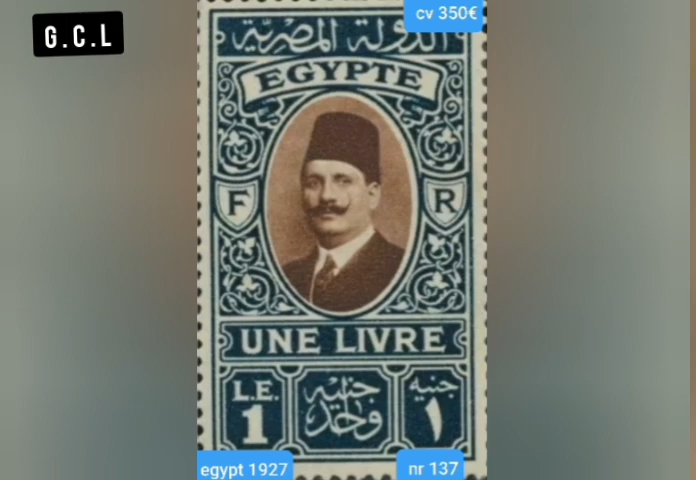 cv 350€
G.C.L
الدولة المصرية
EGYPTE
F R
UNE LIVRE
L.E. جنيه جنيه
1 واحد ١
egypt 1927 nr 137